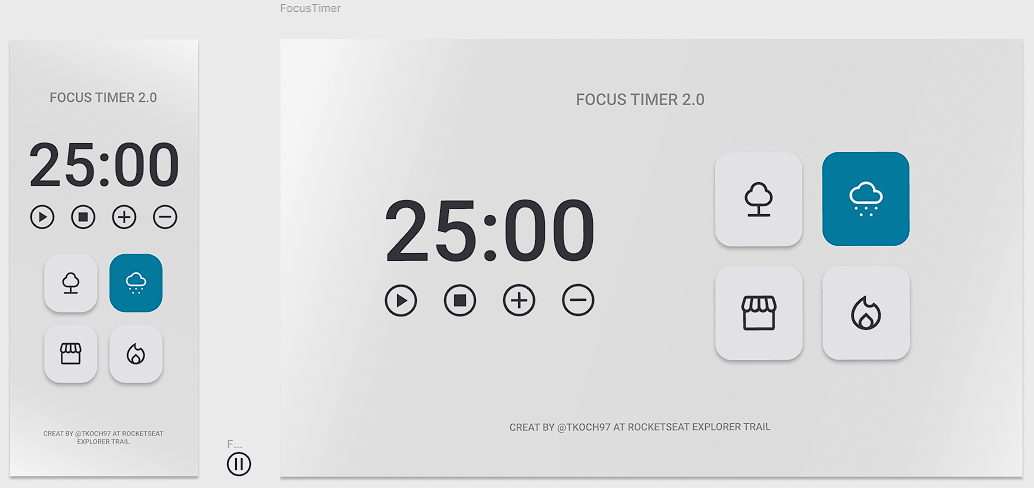 FocusTimer
FOCUS TIMER 2.0
25:00
CREAT BY @TKOCH97 AT ROCKETSEAT
EXPLORER TRAIL
F...
FOCUS TIMER 2.0
25:00
CREAT BY @TKOCH97 AT ROCKETSEAT EXPLORER TRAIL